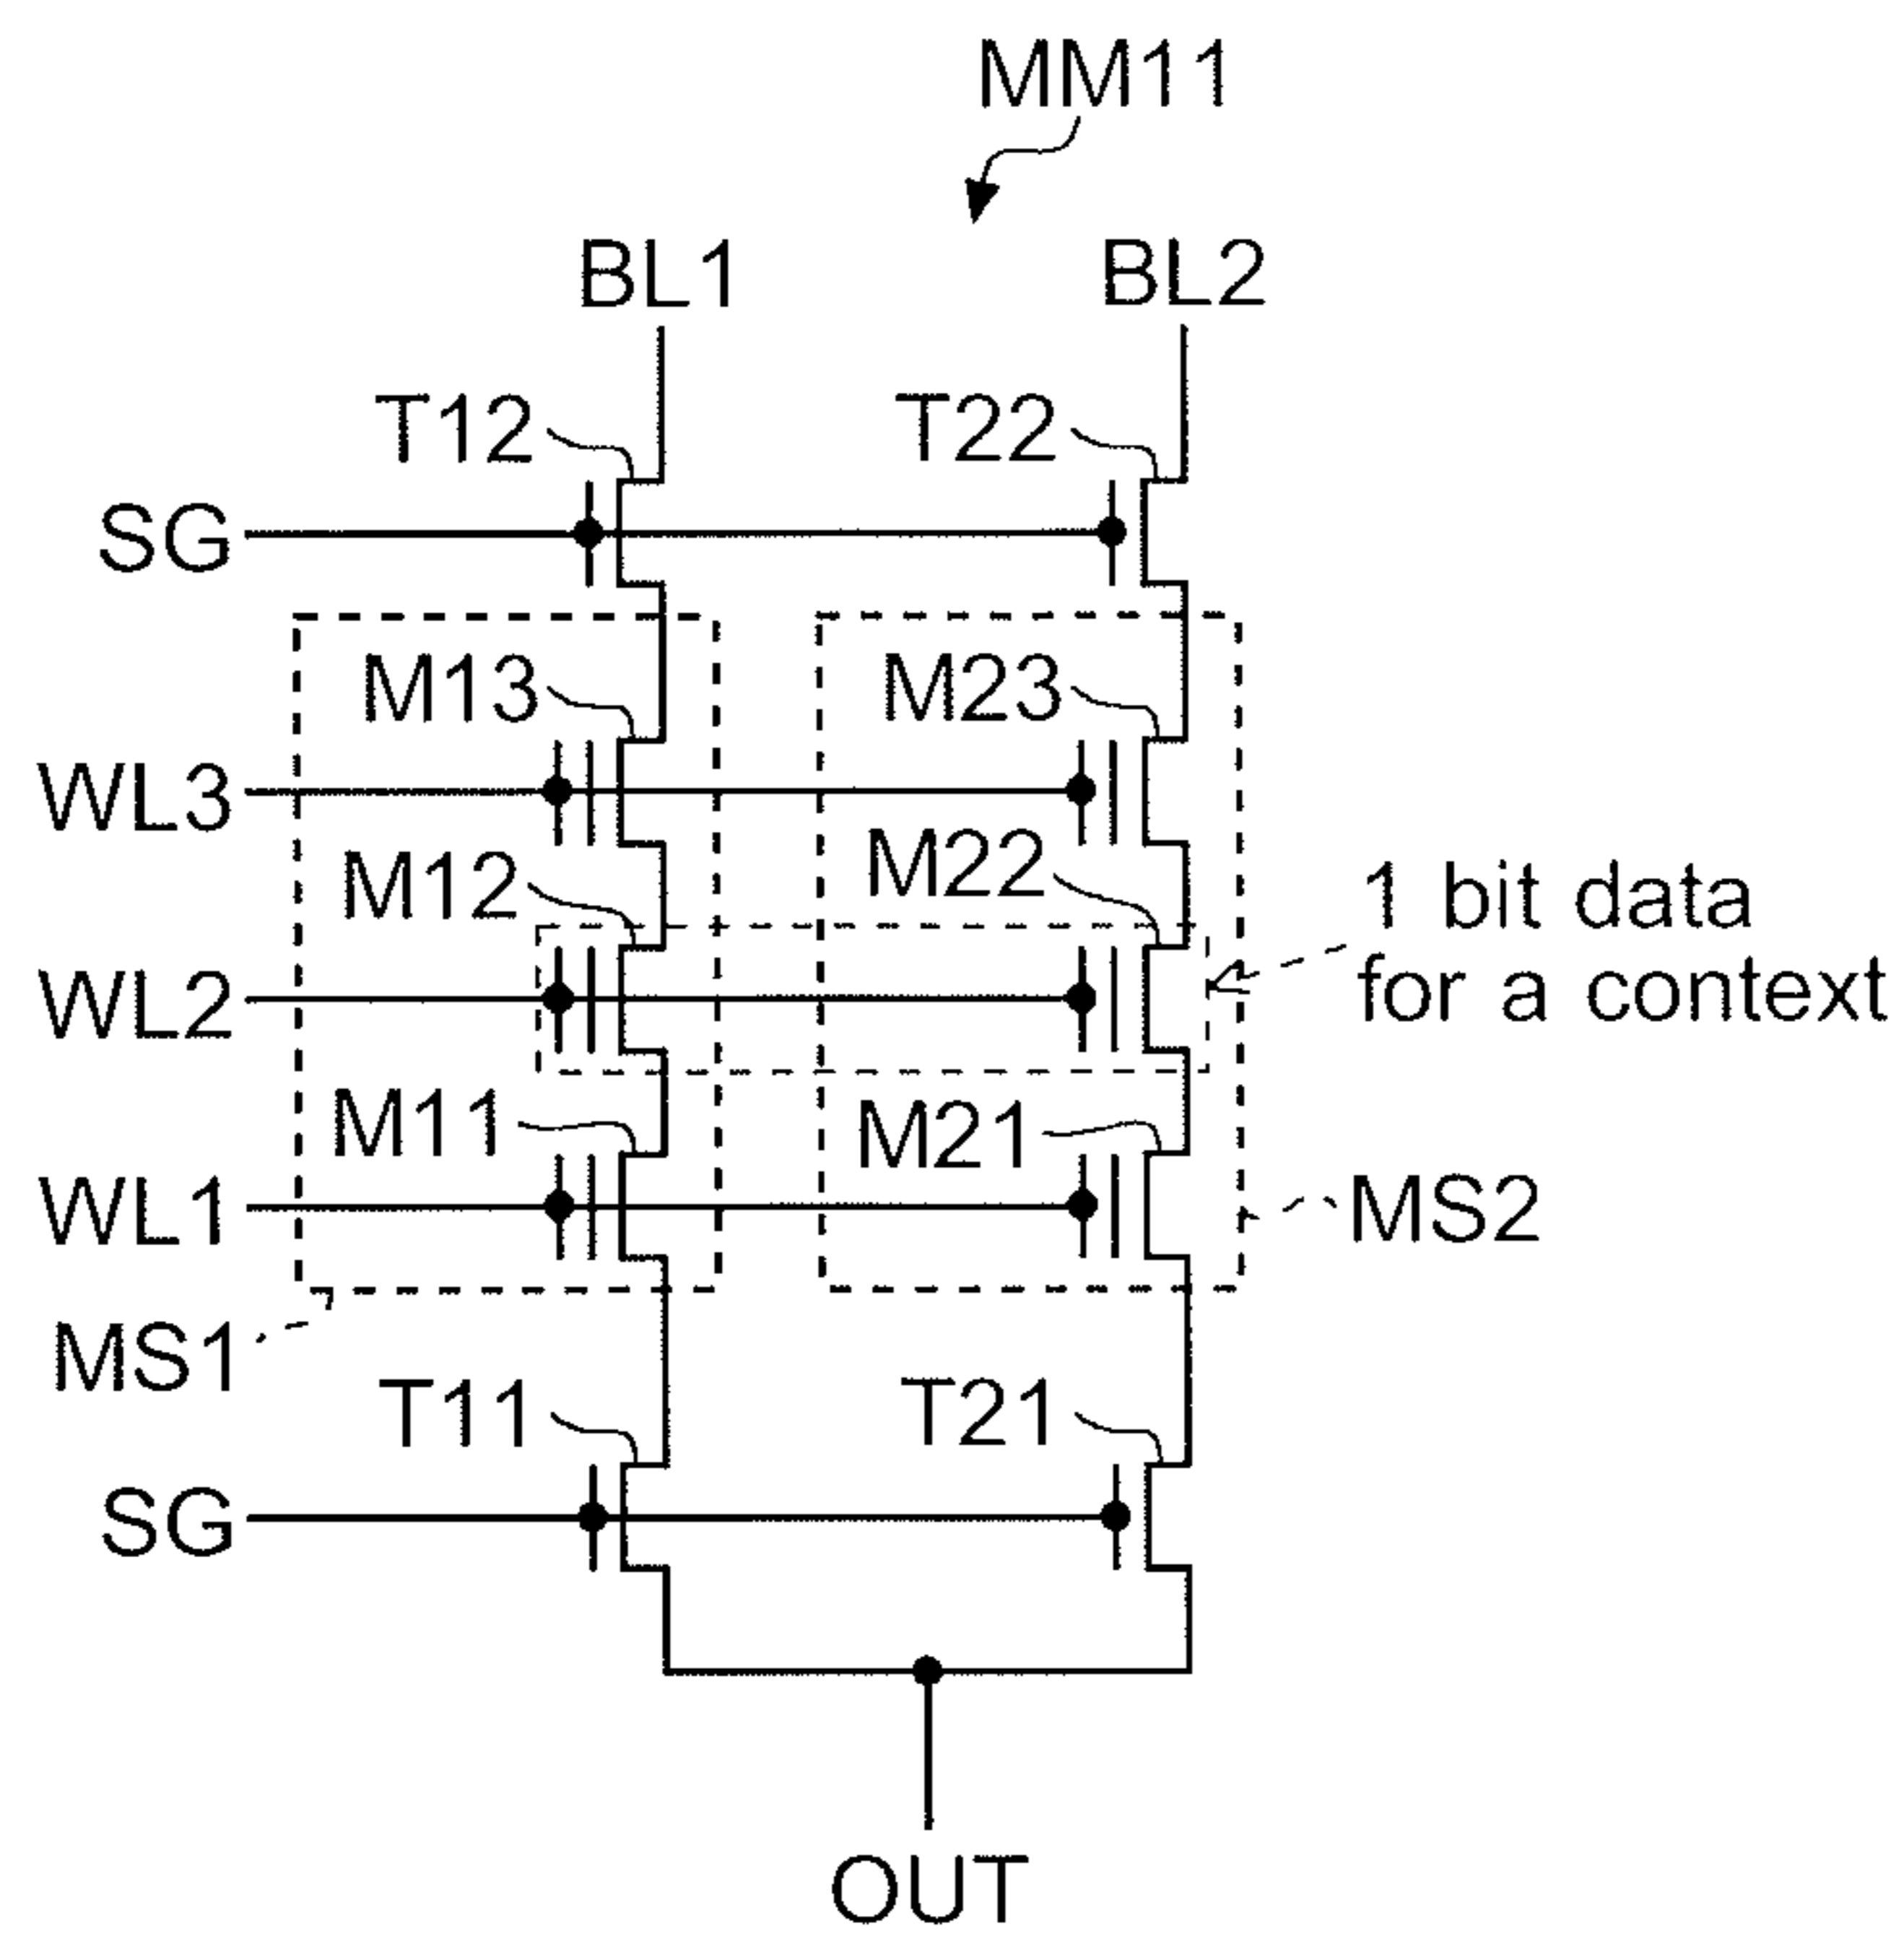 MM11
BL1
BL2
T12
T22
SG
M13
M23
WL3
M12
M22
1 bit data
for a context
WL2
M11
M21
WL1
MS2
MS1
T11
T21
SG
OUT